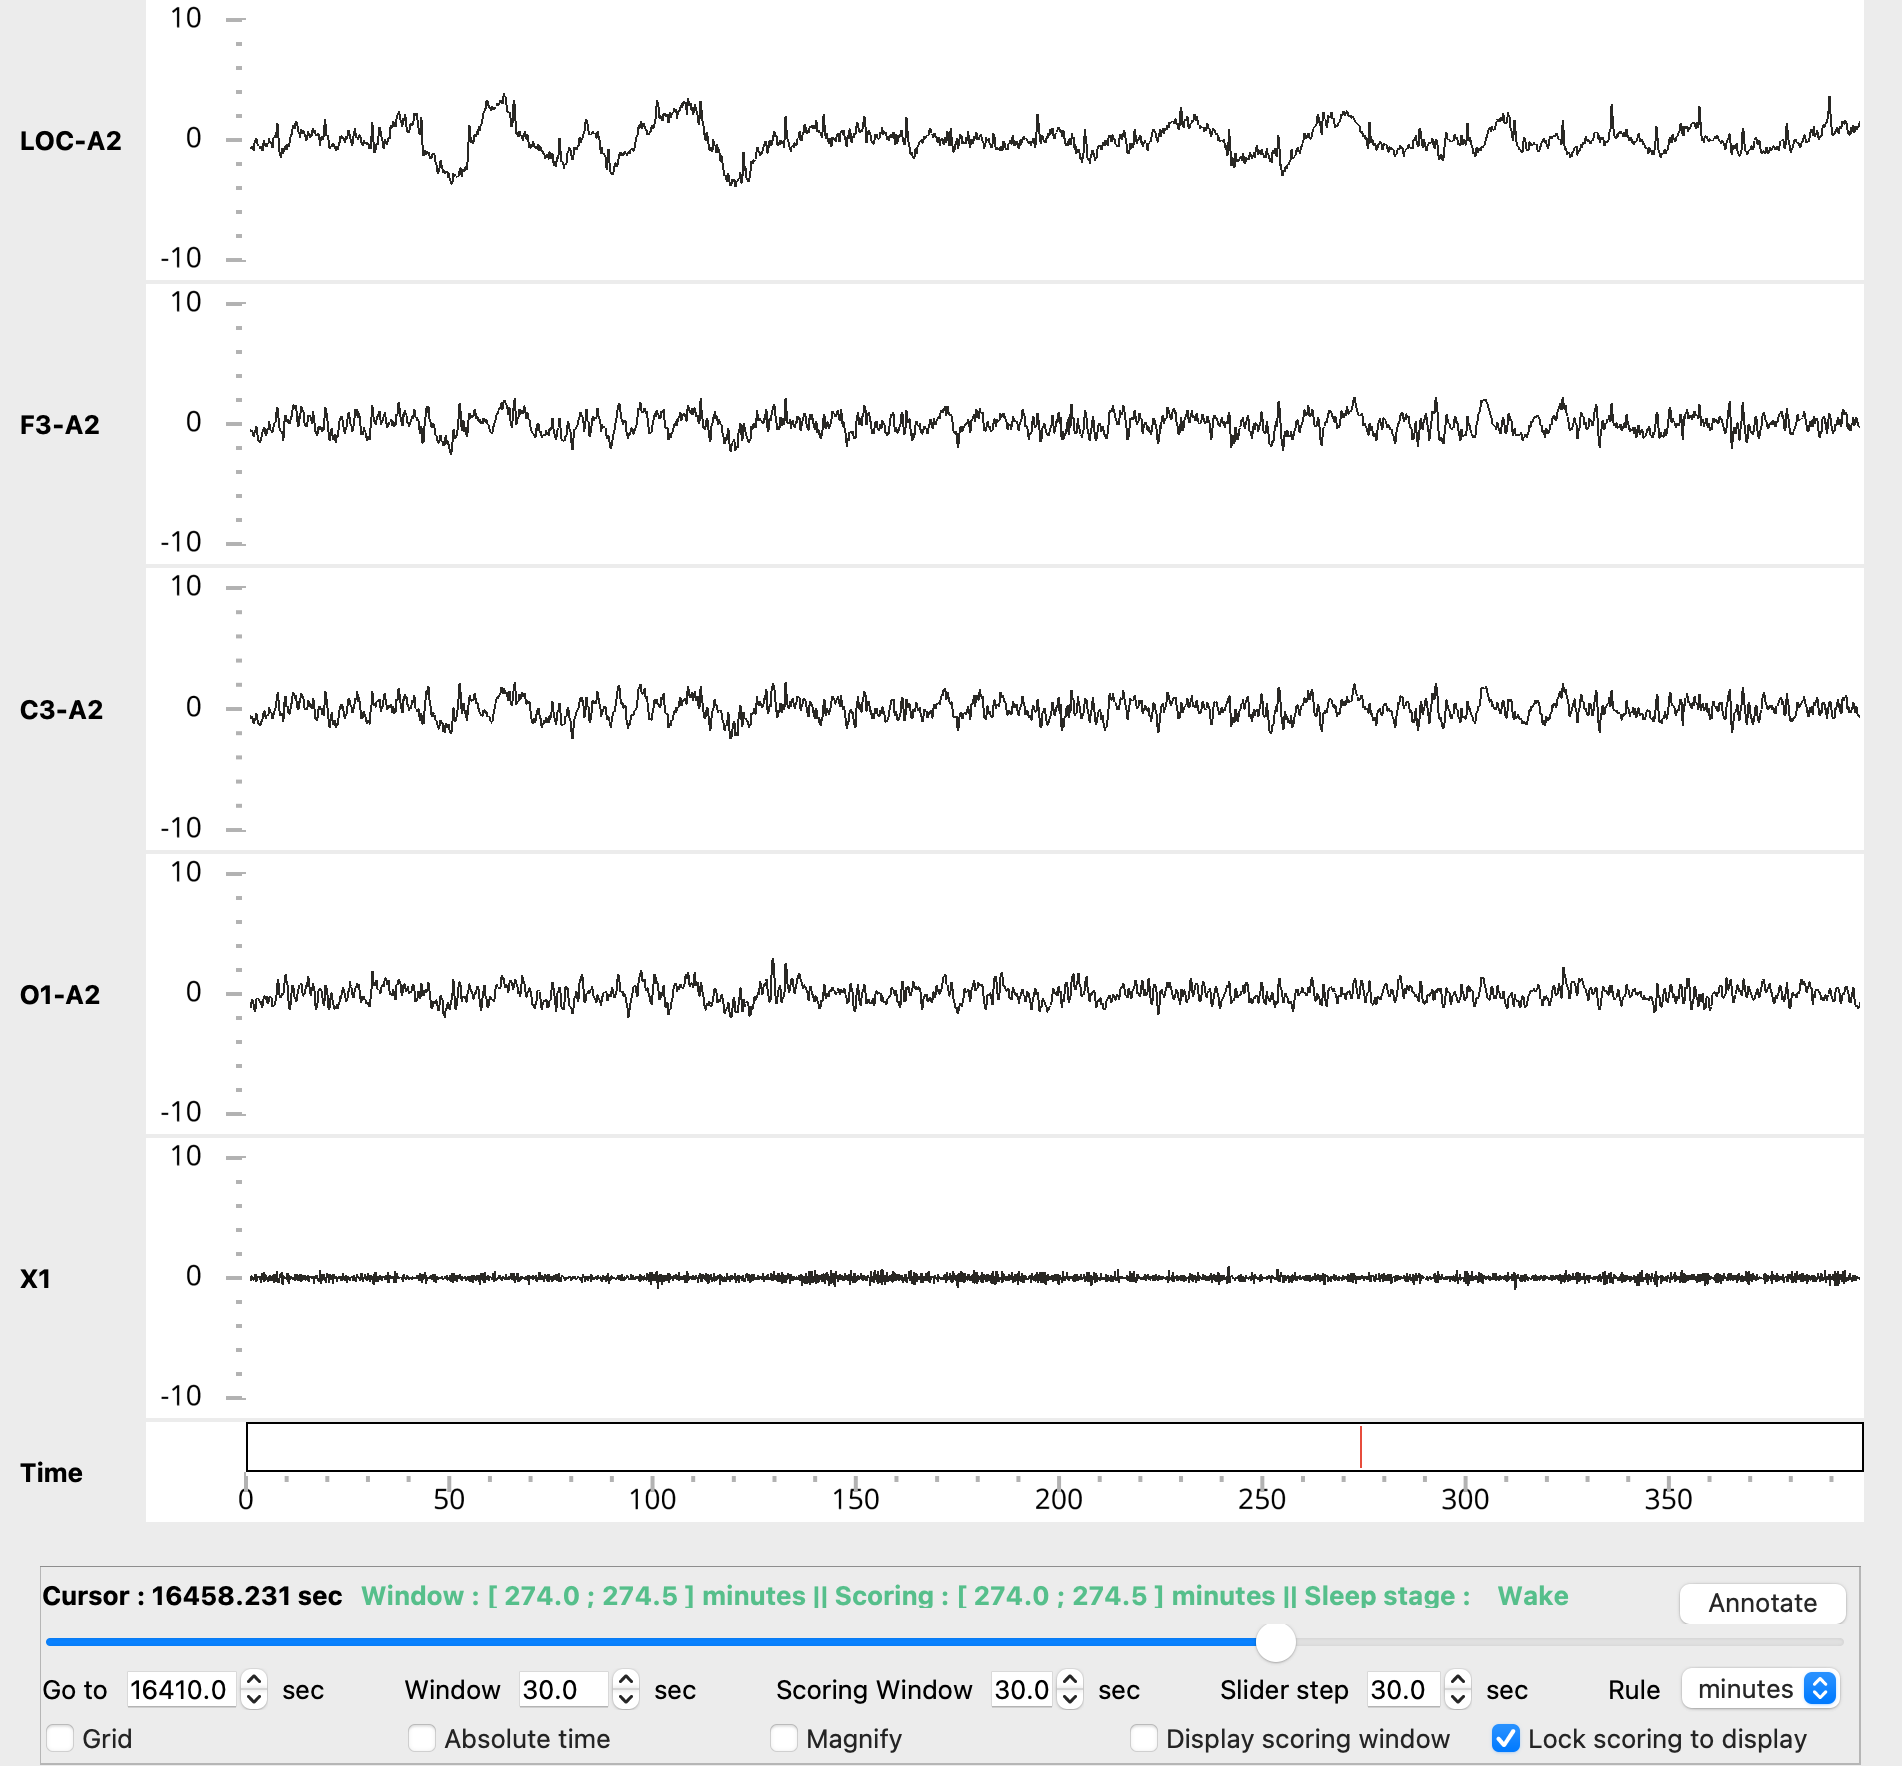 10
LOC-A2
0
-10
10
F3-A2
0
-10
10
C3-A2
0
-10
10
O1-A2
0
-10
10
X1
0
-10
Time
0 50 100 150 200 250 300 350
Cursor : 16458.231 sec Window : [ 274.0 ; 274.5 ] minutes || Scoring : [ 274.0 ; 274.5 ] minutes || Sleep stage : Wake Annotate
Go to 16410.0 sec Window 30.0 sec Scoring Window 30.0 sec Slider step 30.0 sec Rule minutes
Grid Absolute time Magnify Display scoring window Lock scoring to display